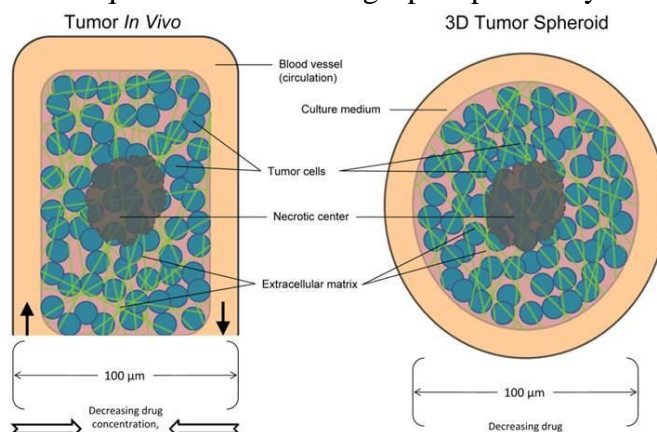 Tumor In Vivo
3D Tumor Spheroid
Blood vessel
(circulation)
Culture medium
Tumor cells
Necrotic center
Extracellular matrix
100 µm
100 µm
Decreasing drug
concentration,
Decreasing drug